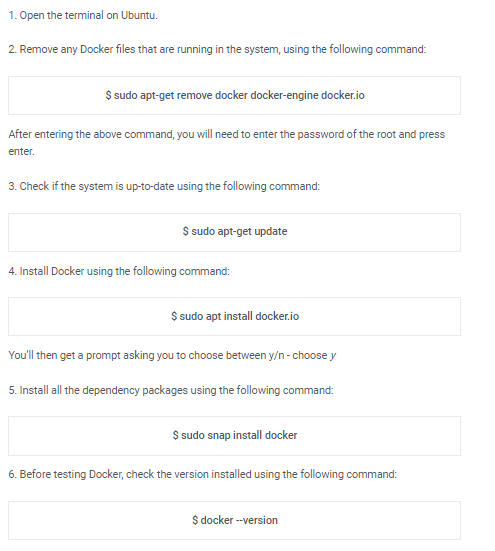 1. Open the terminal on Ubuntu.
2. Remove any Docker files that are running in the system, using the following command:
$ sudo apt-get remove docker docker-engine docker.io
After entering the above command, you will need to enter the password of the root and press
enter.
3. Check if the system is up-to-date using the following command:
$ sudo apt-get update
4. Install Docker using the following command:
$ sudo apt install docker.io
You'll then get a prompt asking you to choose between y/n - choose y
5. Install all the dependency packages using the following command:
$ sudo snap install docker
6. Before testing Docker, check the version installed using the following command:
$ docker --version